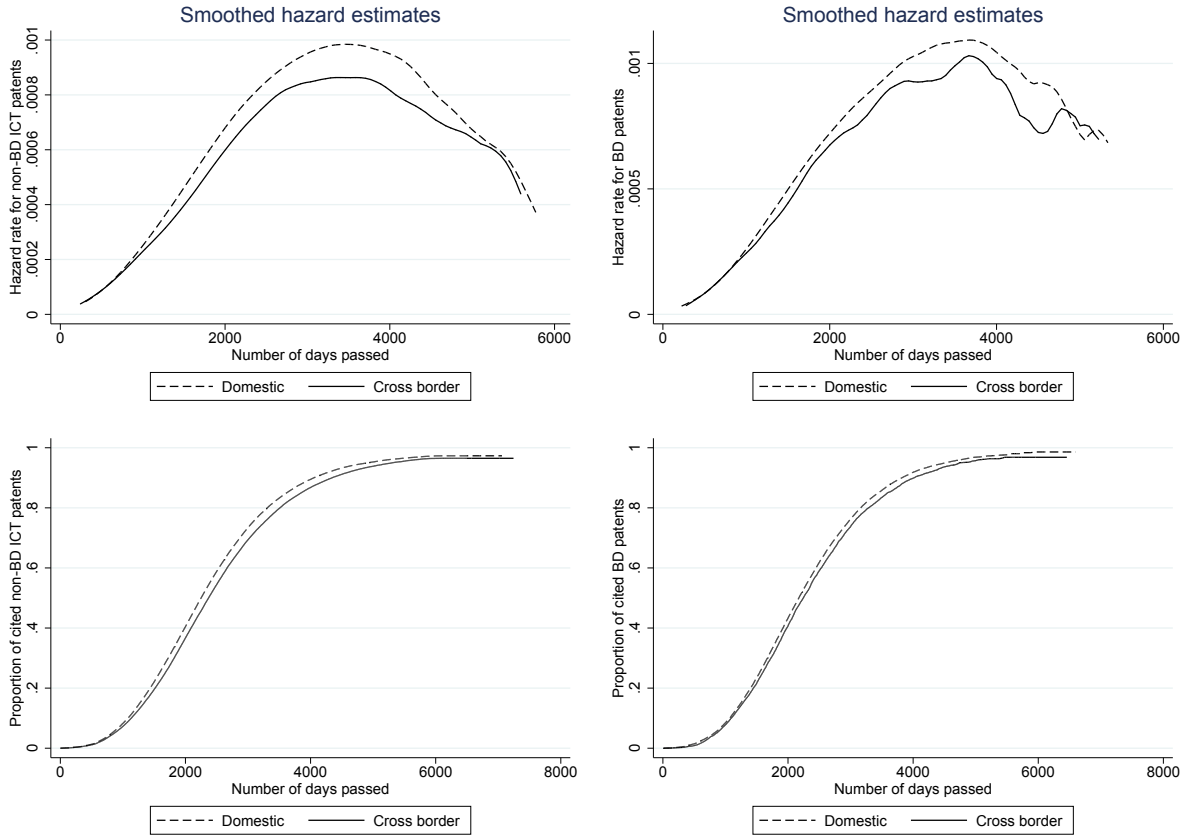 Smoothed hazard estimates
Hazard rate for non-BD ICT patents
0 .0002 .0004 .0006 .0008 .001
0 2000 4000 6000
Number of days passed
Domestic Cross border
Smoothed hazard estimates
Hazard rate for BD patents
0 .0005 .001
0 2000 4000 6000
Number of days passed
Domestic Cross border
Proportion of cited non-BD ICT patents
0 .2 .4 .6 .8 1
0 2000 4000 6000 8000
Number of days passed
Domestic Cross border
Proportion of cited BD patents
0 .2 .4 .6 .8 1
0 2000 4000 6000 8000
Number of days passed
Domestic Cross border